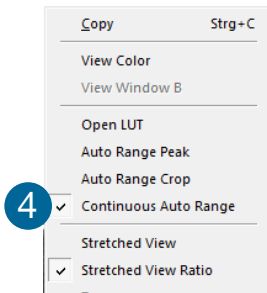 Copy Strg+C
View Color
View Window B
Open LUT
Auto Range Peak
Auto Range Crop
4 Continuous Auto Range
Stretched View
Stretched View Ratio